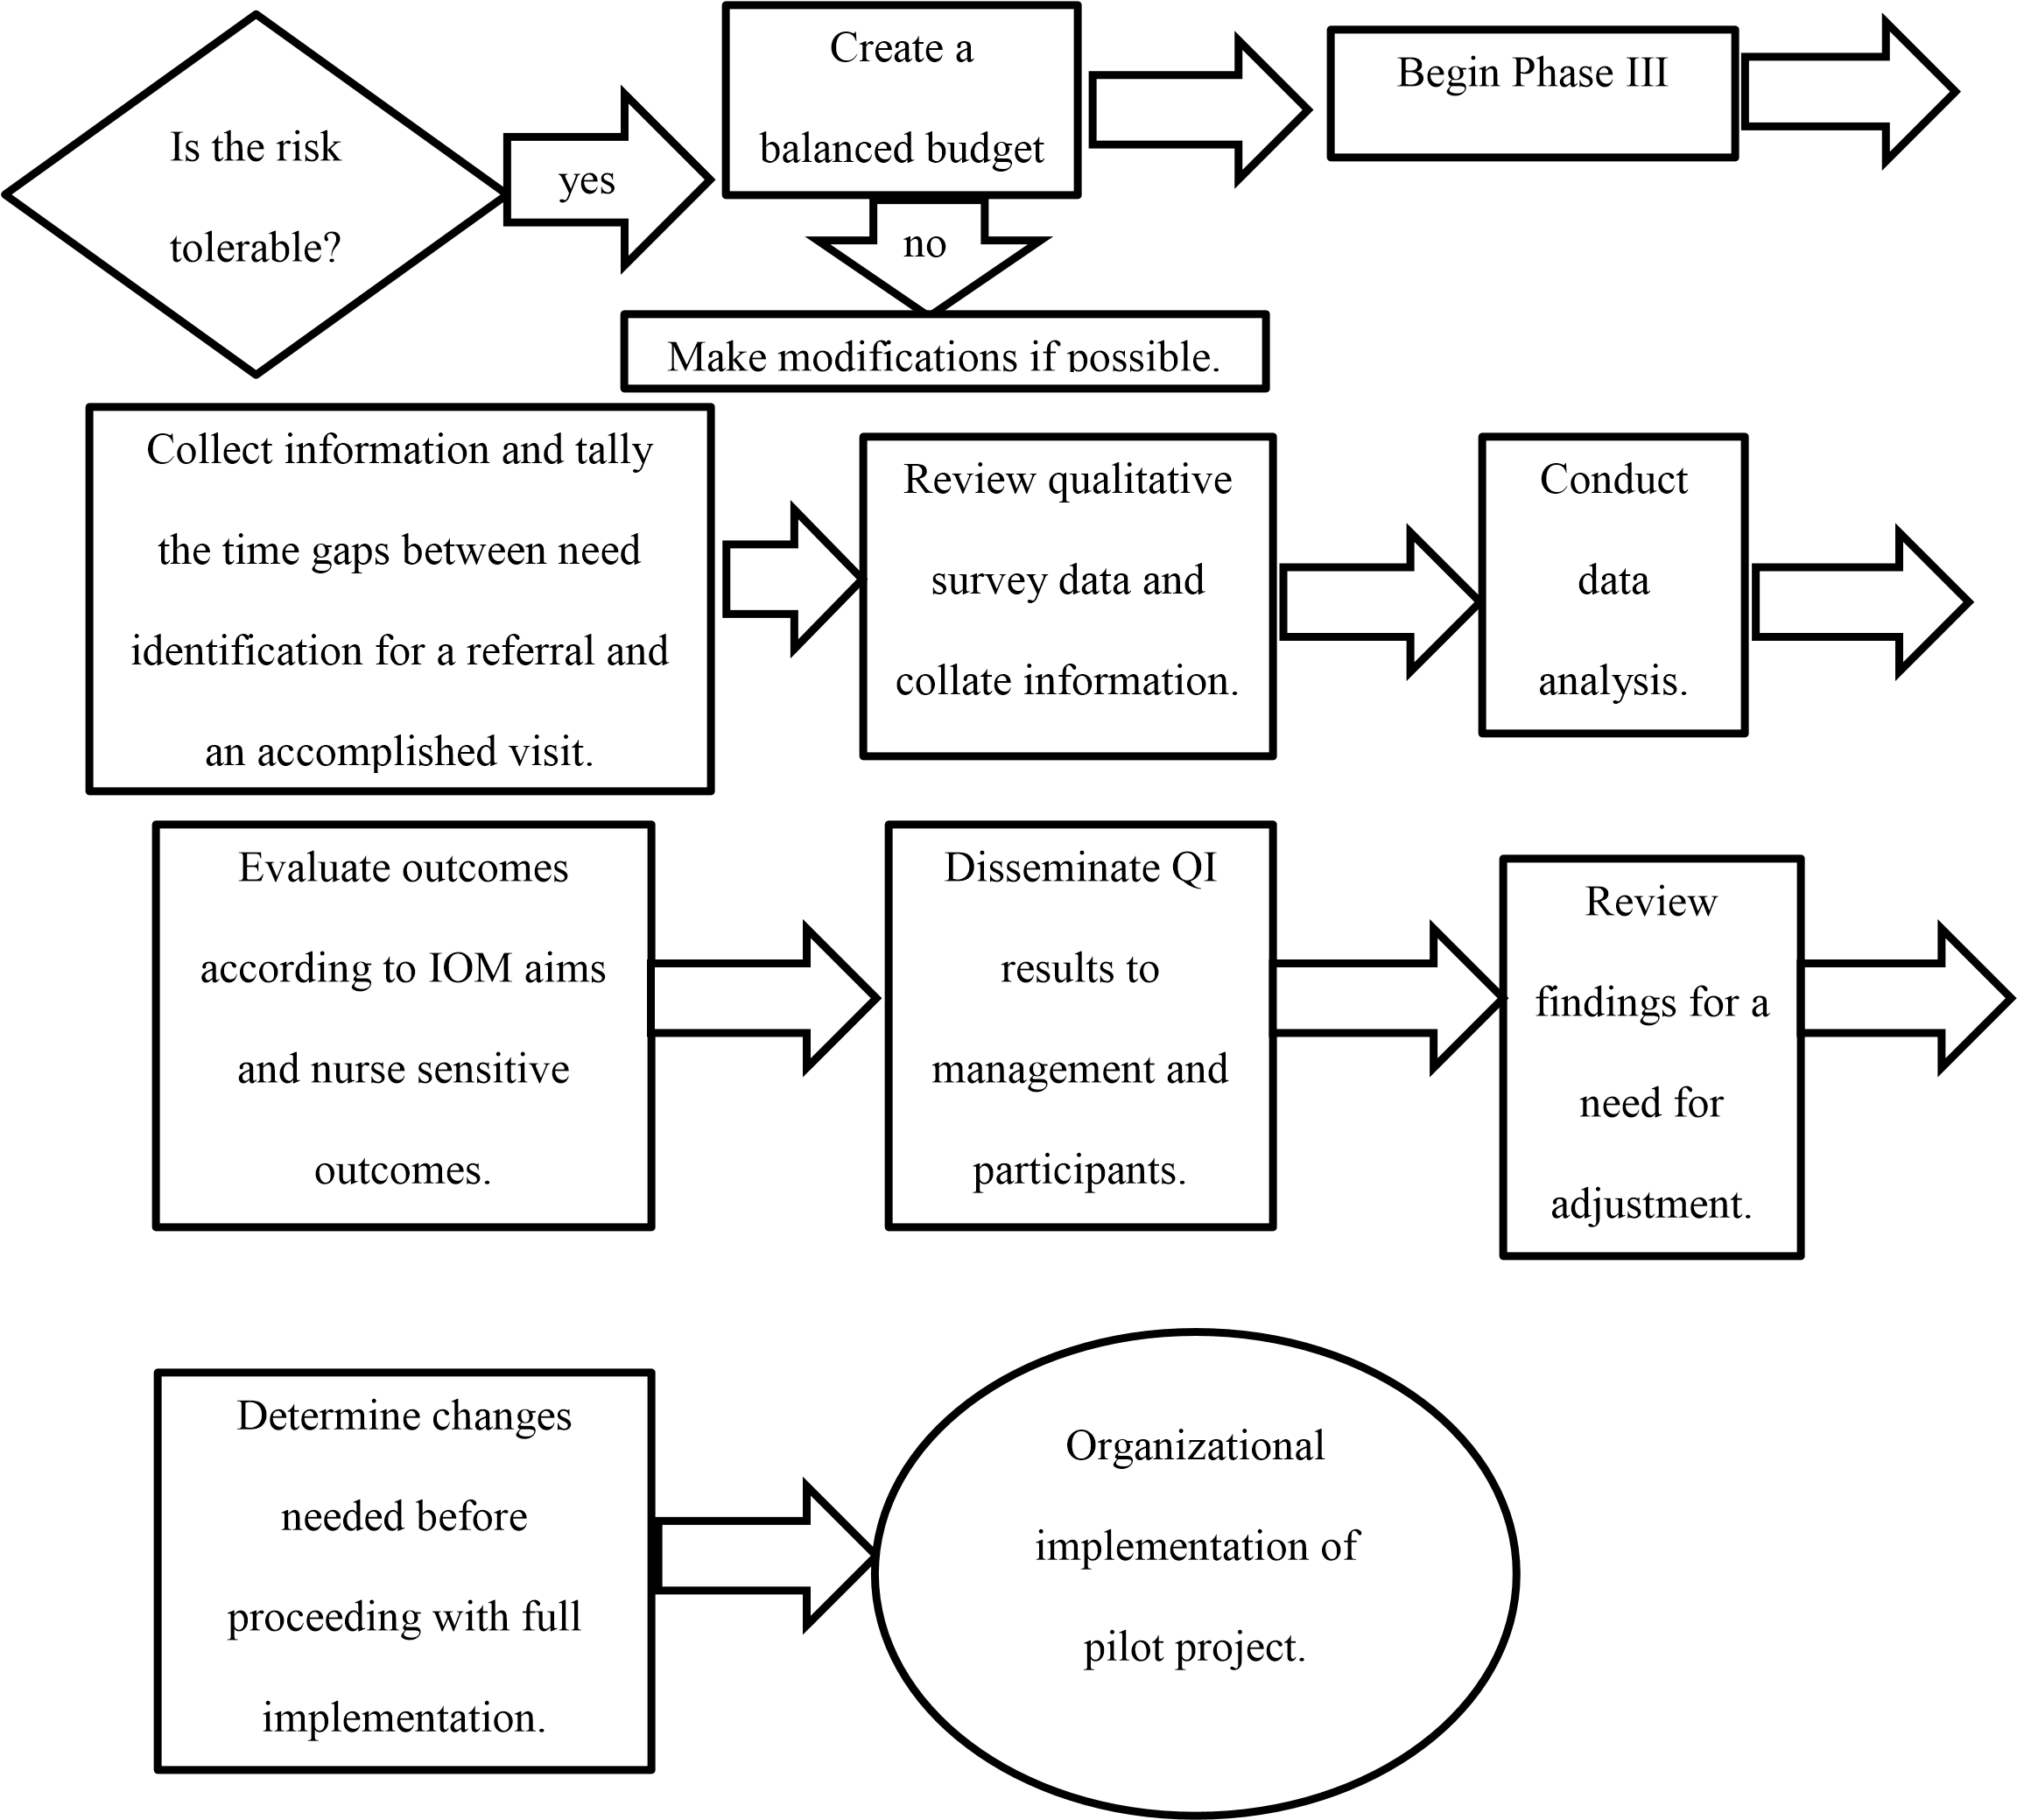 Is the risk
tolerable?
yes
Create a
balanced budget
Begin Phase III
no
Make modifications if possible.
Collect information and tally
the time gaps between need
identification for a referral and
an accomplished visit.
Review qualitative
survey data and
collate information.
Conduct
data
analysis.
Evaluate outcomes
according to IOM aims
and nurse sensitive
outcomes.
Disseminate QI
results to
management and
participants.
Review
findings for a
need for
adjustment.
Determine changes
needed before
proceeding with full
implementation.
Organizational
implementation of
pilot project.